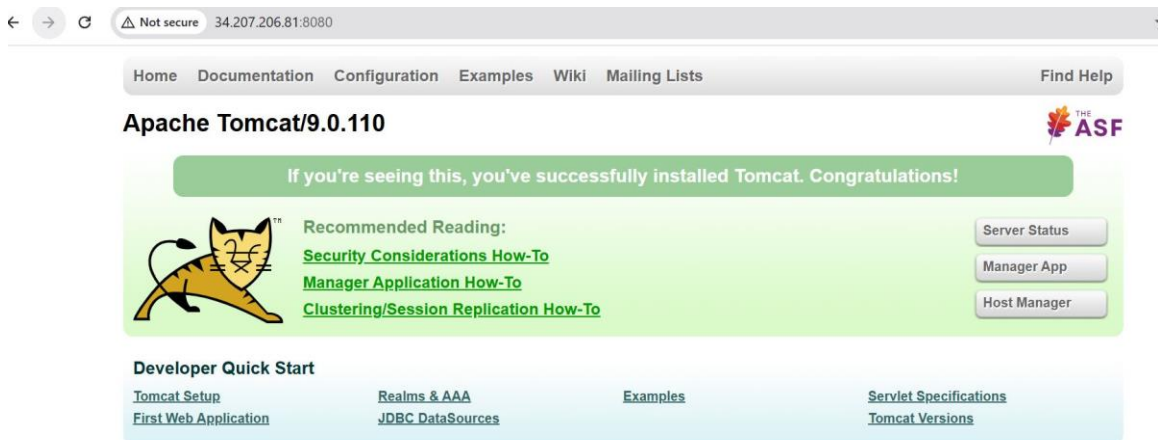 Not secure 34.207.206.81:8080
Home Documentation Configuration Examples Wiki Mailing Lists Find Help
Apache Tomcat/9.0.110
THE
ASF
If you're seeing this, you've successfully installed Tomcat. Congratulations!
TM
Recommended Reading:
Security Considerations How-To
Manager Application How-To
Clustering/Session Replication How-To
Server Status
Manager App
Host Manager
Developer Quick Start
Tomcat Setup Realms & AAA Examples Servlet Specifications
First Web Application JDBC DataSources Tomcat Versions